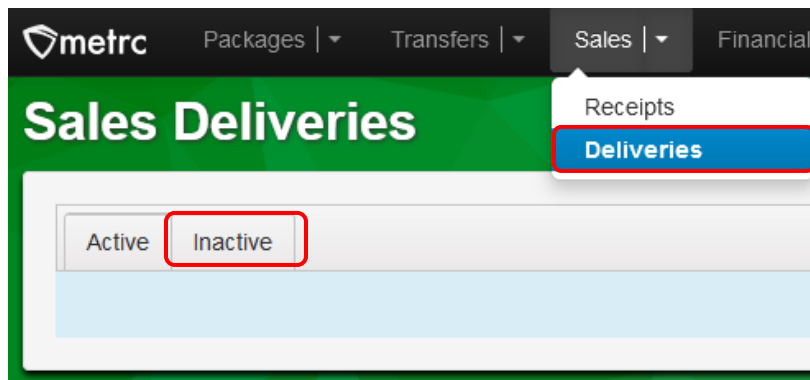 metrc Packages Transfers Sales Financial
Receipts
Deliveries
Sales Deliveries
Active Inactive